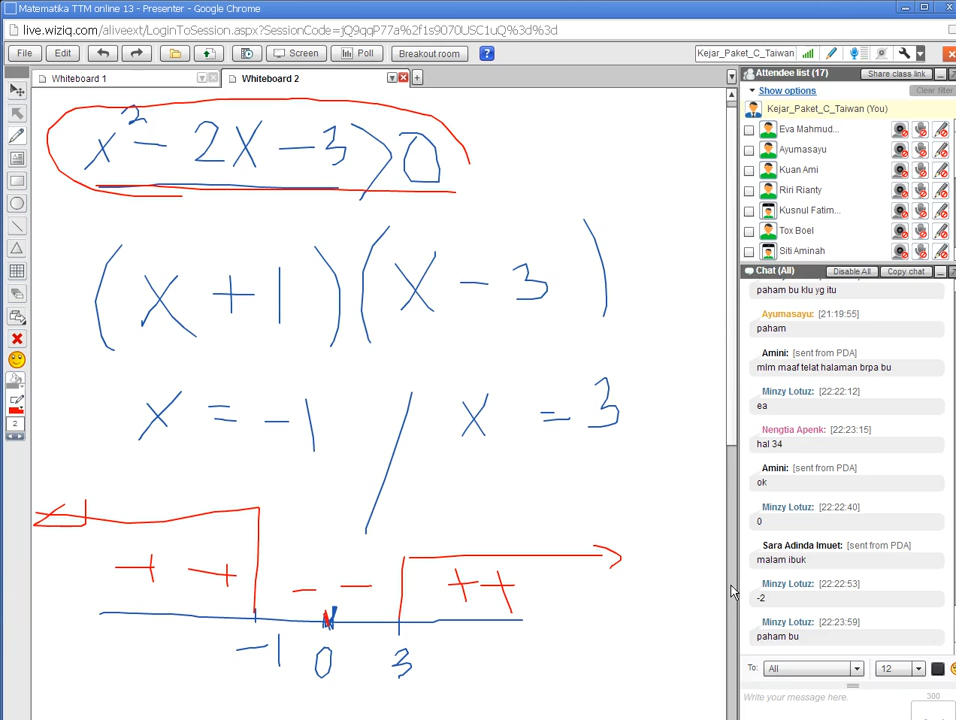 Matematika TTM online 13 - Presenter - Google Chrome
live.wiziq.com/aliveext/LoginToSession.aspx?SessionCode=jQ9qqP77a%2f1s9070USC1uQ%3d%3d
File Edit Screen Poll Breakout room ? Kejar_Paket_C_Taiwan
Whiteboard 1 Whiteboard 2
x² - 2x - 3 > 0
(x + 1)(x - 3)
x = -1 / x = 3
+ + - - + +
-1 0 3
2
Attendee list (17) Share class link
Show options Clear filter
Kejar_Paket_C_Taiwan (You)
Eva Mahmud...
Ayumasayu
Kuan Ami
Riri Rianty
Kusnul Fatim...
Tox Boel
Siti Aminah
Chat (All) Disable All Copy chat
paham bu klu yg itu
Ayumasayu: [21:19:55]
paham
Amini: [sent from PDA]
mlm maaf telat halaman brpa bu
Minzy Lotuz: [22:22:12]
ea
Nengtia Apenk: [22:23:15]
hal 34
Amini: [sent from PDA]
ok
Minzy Lotuz: [22:22:40]
0
Sara Adinda Imuet: [sent from PDA]
malam ibuk
Minzy Lotuz: [22:22:53]
-2
Minzy Lotuz: [22:23:59]
paham bu
To: All 12
Write your message here. 300